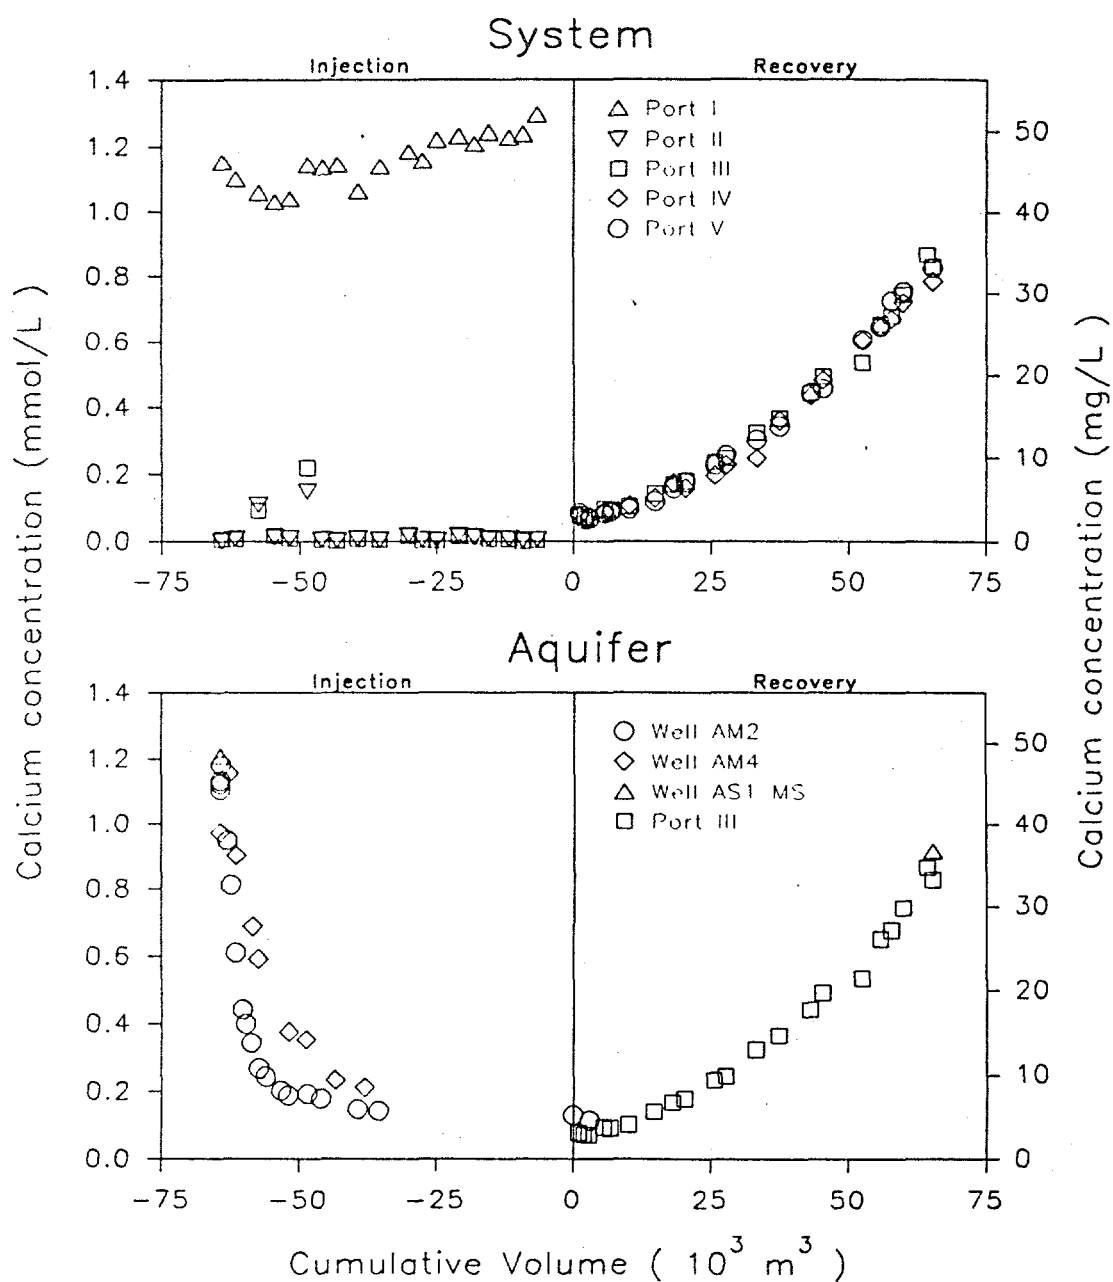 System
Injection Recovery
1.4
1.2
1.0
0.8
0.6
0.4
0.2
0.0
50
40
30
20
10
0
Port I
Port II
Port III
Port IV
Port V
−75 −50 −25 0 25 50 75
Aquifer
Injection Recovery
1.4
1.2
1.0
0.8
0.6
0.4
0.2
0.0
50
40
30
20
10
0
Well AM2
Well AM4
Well AS1 MS
Port III
−75 −50 −25 0 25 50 75
Calcium concentration (mmol/L )
Calcium concentration (mg/L )
Cumulative Volume ( 10³ m³ )